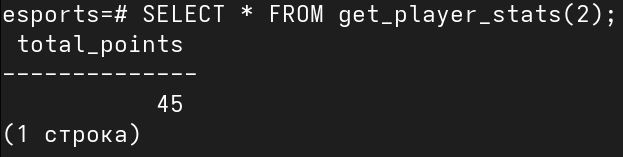 esports=# SELECT * FROM get_player_stats(2);
 total_points
--------------
           45
(1 строка)